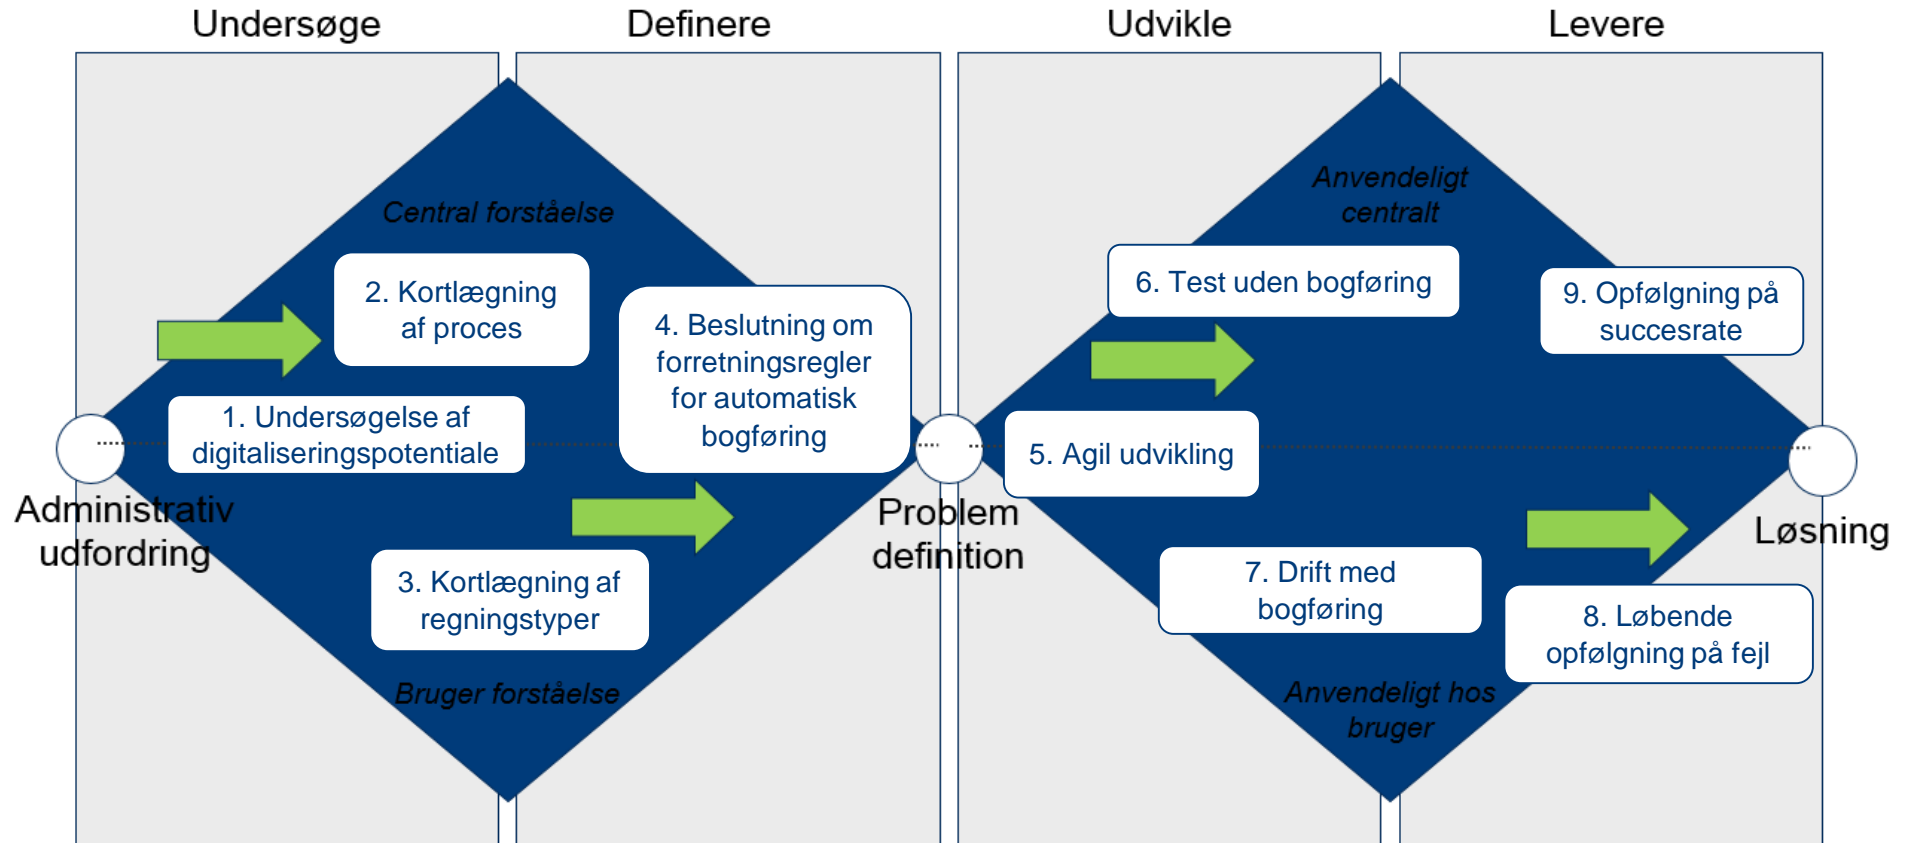 Undersøge
Definere
Udvikle
Levere
Central forståelse
2. Kortlægning
af proces
4. Beslutning om
forretningsregler
for automatisk
bogføring
1. Undersøgelse af
digitaliseringspotentiale
Administrativ
udfordring
3. Kortlægning af
regningstyper
Bruger forståelse
Problem
definition
Anvendeligt
centralt
6. Test uden bogføring
9. Opfølgning på
succesrate
5. Agil udvikling
7. Drift med
bogføring
8. Løbende
opfølgning på fejl
Anvendeligt hos
bruger
Løsning